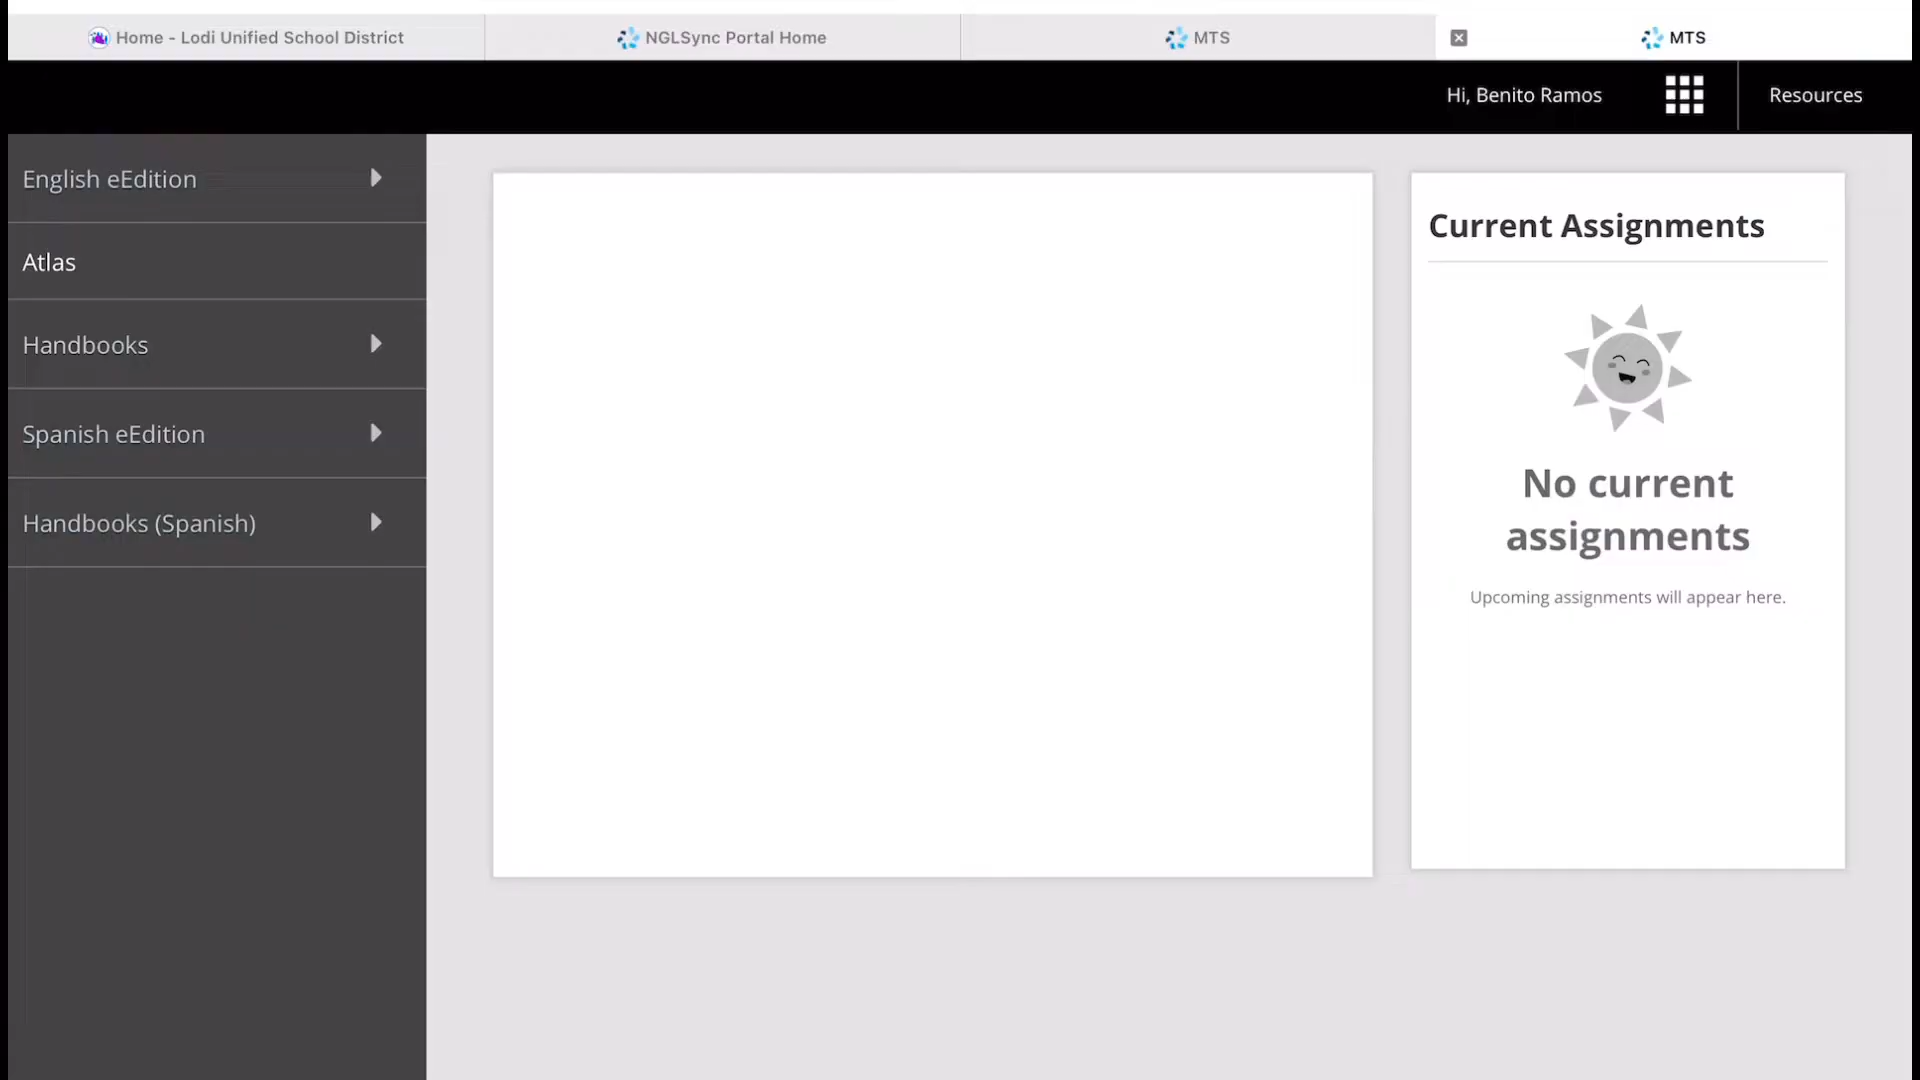 Home - Lodi Unified School District
NGLSync Portal Home
MTS
MTS
Hi, Benito Ramos
Resources
English eEdition
Atlas
Handbooks
Spanish eEdition
Handbooks (Spanish)
Current Assignments
No current
assignments
Upcoming assignments will appear here.